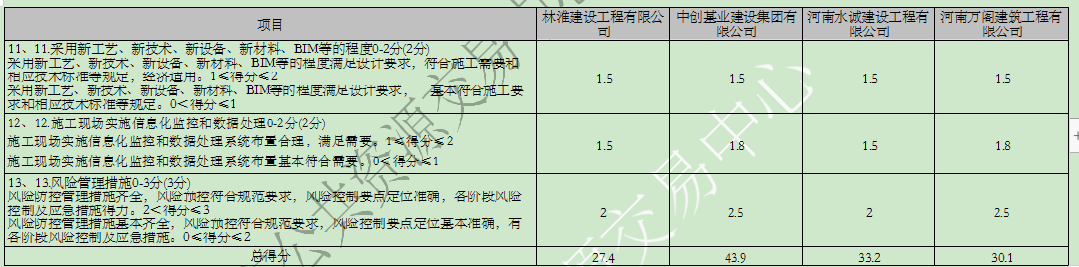 项目
林淮建设工程有限公
司
中创基业建设集团有
限公司
河南水诚建设工程有
限公司
河南万阁建筑工程有
限公司
11、11.采用新工艺、新技术、新设备、新材料、BIM等的程度0-2分(2分)
采用新工艺、新技术、新设备、新材料、BIM等的程度满足设计要求，符合施工需要和
相应技术标准等规定，经济适用。1≤得分≤2
采用新工艺、新技术、新设备、新材料、BIM等的程度满足设计要求， 基本符合施工要
求和相应技术标准等规定。0＜得分≤1
1.5
1.5
1.5
1.5
12、12.施工现场实施信息化监控和数据处理0-2分(2分)
施工现场实施信息化监控和数据处理系统布置合理，满足需要。1≤得分≤2
施工现场实施信息化监控和数据处理系统布置基本符合需要。0＜得分≤1
1.5
1.8
1.5
1.8
13、13.风险管理措施0-3分(3分)
风险防控管理措施齐全，风险预控符合规范要求，风险控制要点定位准确，各阶段风险
控制及应急措施得力。2＜得分≤3
风险防控管理措施基本齐全，风险预控符合规范要求，风险控制要点定位基本准确，有
各阶段风险控制及应急措施。0≤得分≤2
2
2.5
2
2.5
总得分
27.4
43.9
33.2
30.1
公共资源交易中心
资源交易中心